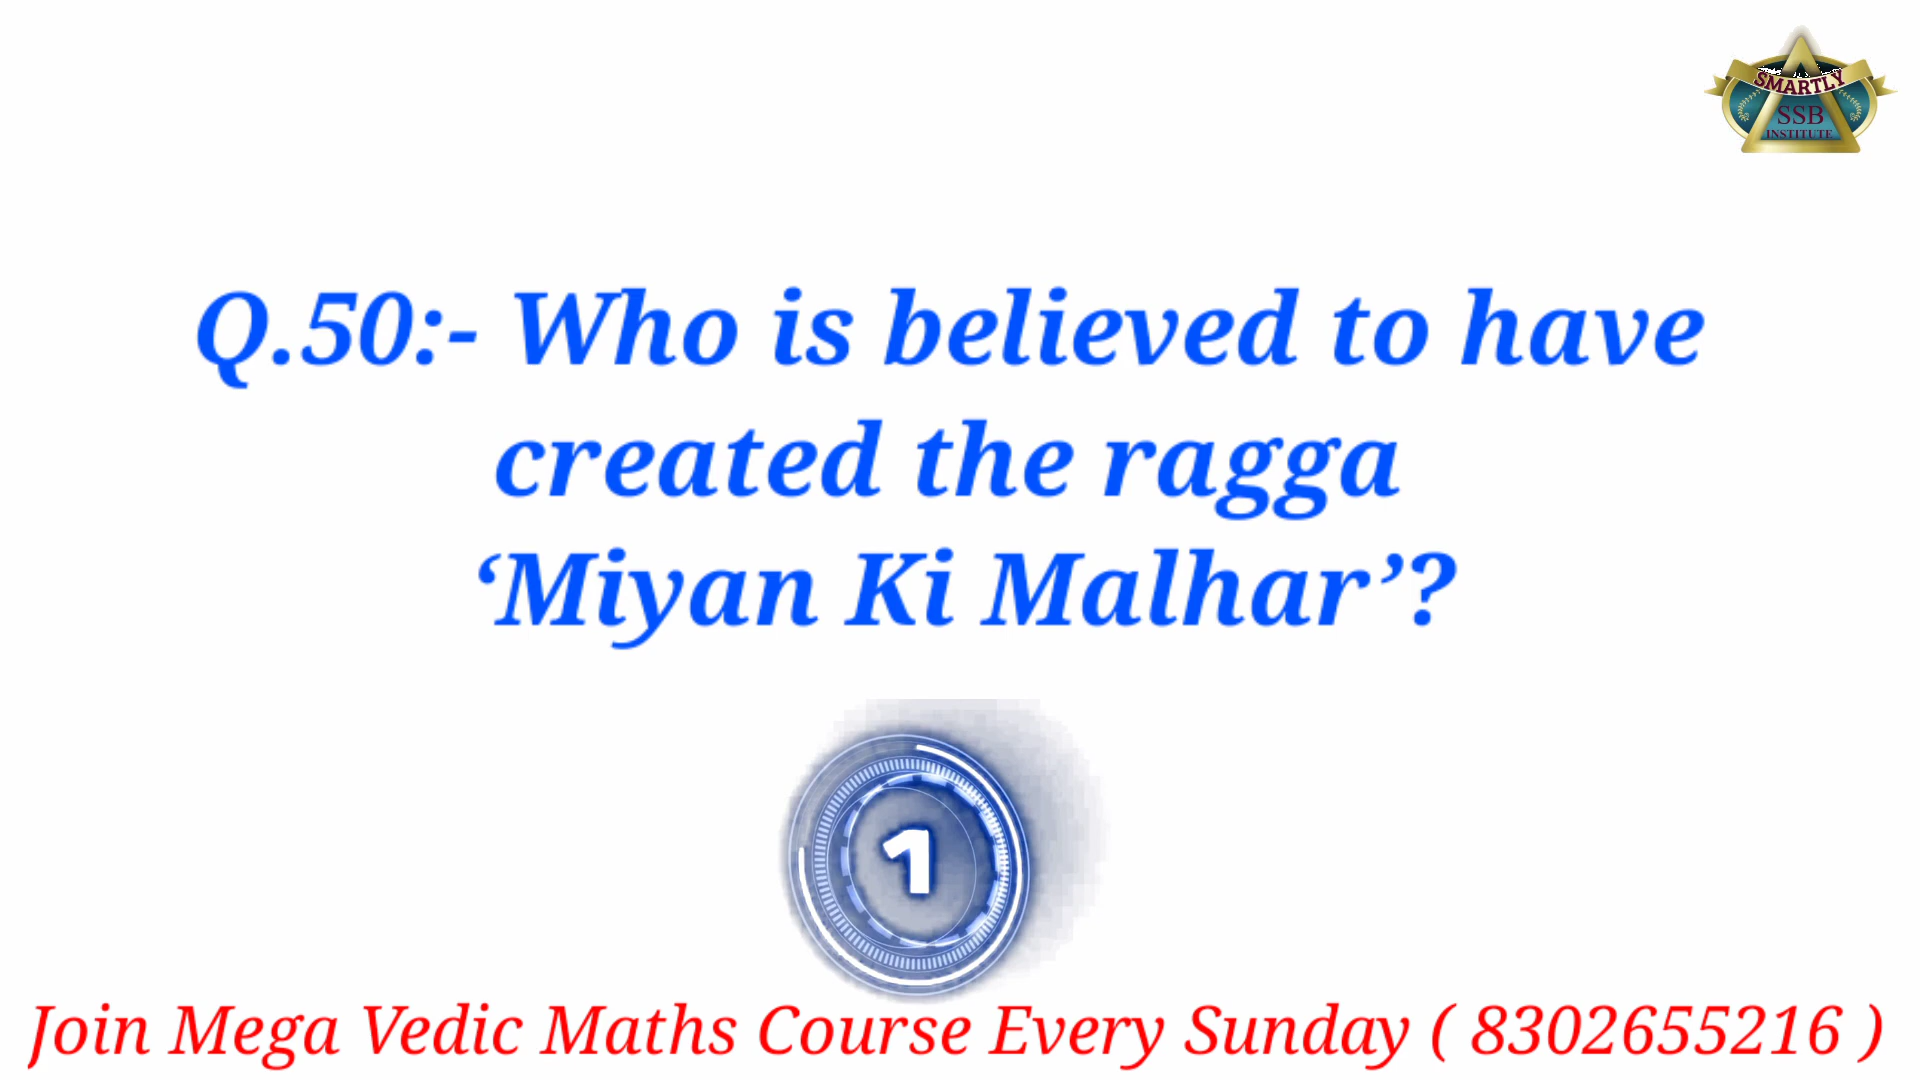 SMARTLY
SSB
INSTITUTE
Q.50:- Who is believed to have
created the ragga
‘Miyan Ki Malhar’?
1
Join Mega Vedic Maths Course Every Sunday ( 8302655216 )